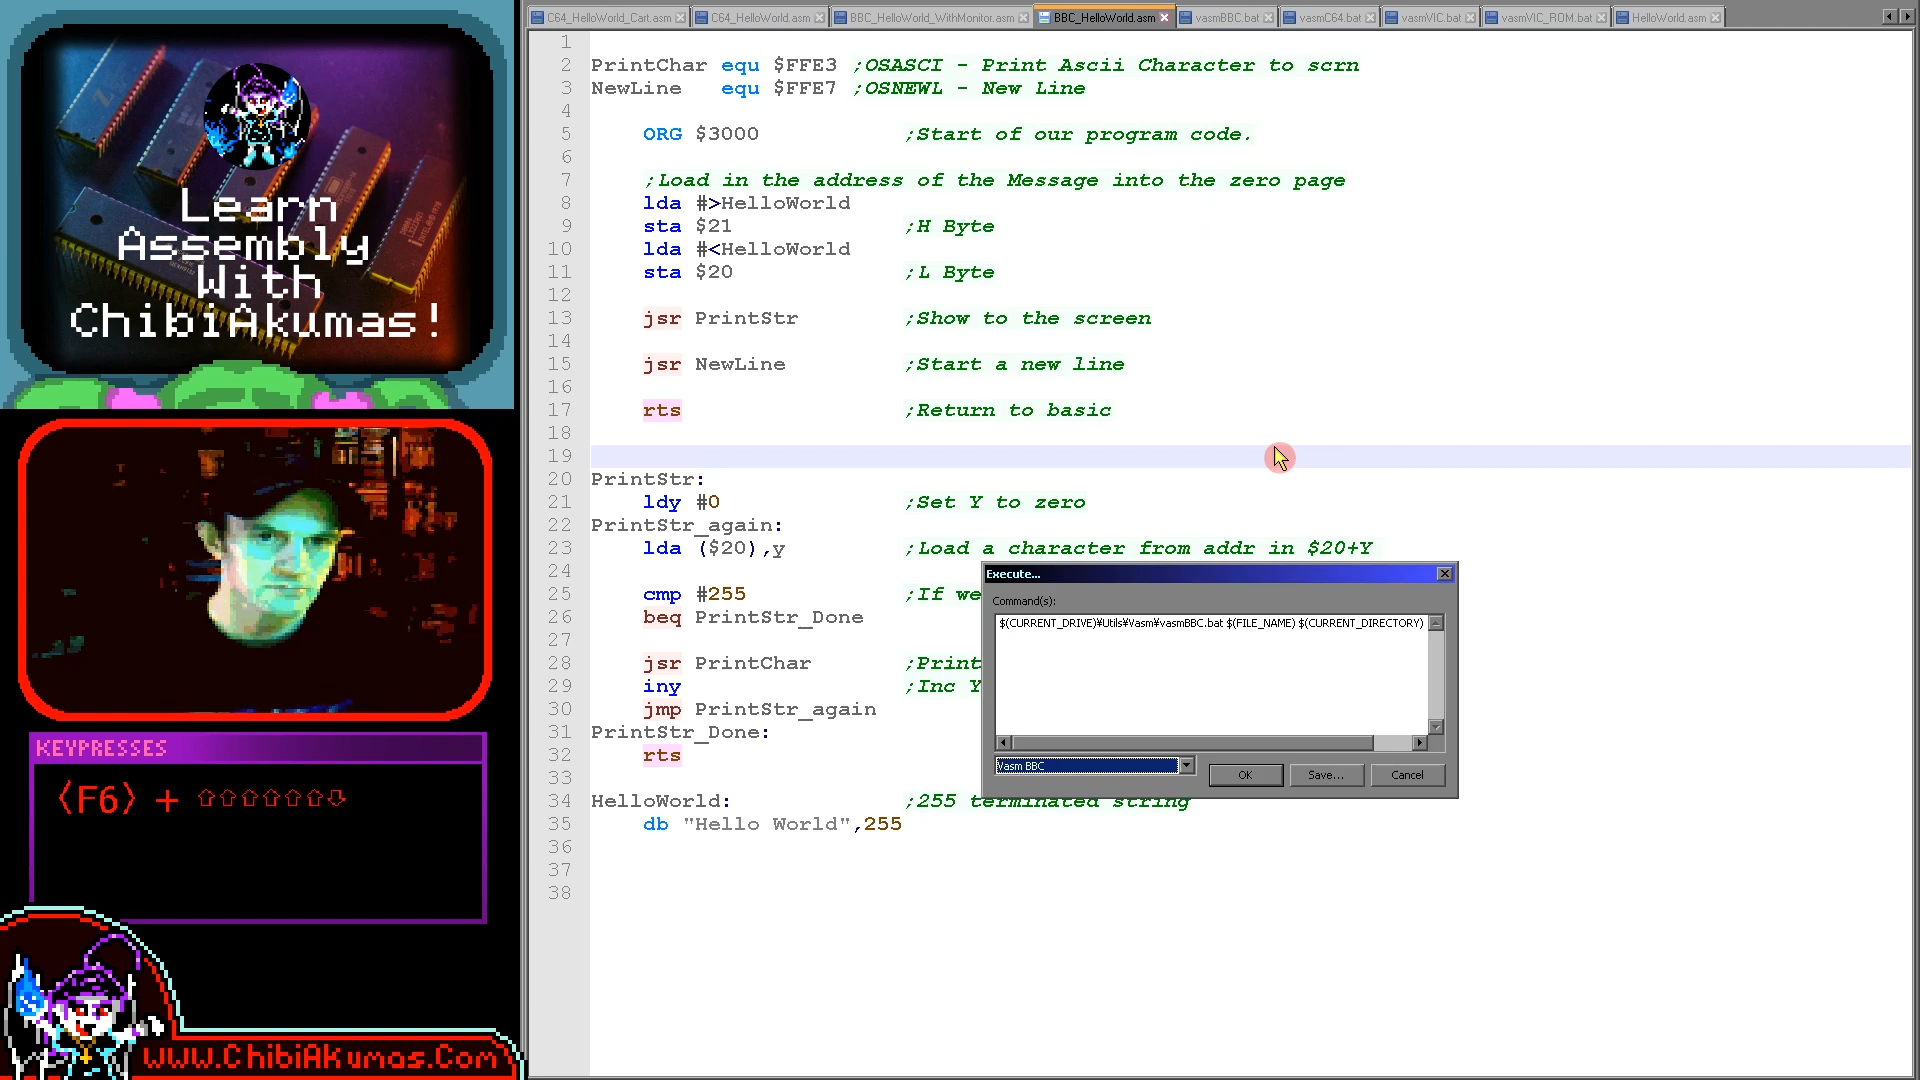 Learn
Assembly
With
ChibiAkumas!
KEYPRESSES
<F6> + ⇧⇧⇧⇧⇧⇧⇩
www.ChibiAkumas.Com
C64_HelloWorld_Cart.asm
C64_HelloWorld.asm
BBC_HelloWorld_WithMonitor.asm
BBC_HelloWorld.asm
vasmBBC.bat
vasmC64.bat
vasmVIC.bat
vasmVIC_ROM.bat
HelloWorld.asm
1
2 PrintChar equ $FFE3 ;OSASCI - Print Ascii Character to scrn
3 NewLine equ $FFE7 ;OSNEWL - New Line
4
5 ORG $3000 ;Start of our program code.
6
7 ;Load in the address of the Message into the zero page
8 lda #>HelloWorld
9 sta $21 ;H Byte
10 lda #<HelloWorld
11 sta $20 ;L Byte
12
13 jsr PrintStr ;Show to the screen
14
15 jsr NewLine ;Start a new line
16
17 rts ;Return to basic
18
19
20 PrintStr:
21 ldy #0 ;Set Y to zero
22 PrintStr_again:
23 lda ($20),y ;Load a character from addr in $20+Y
24
25 cmp #255 ;If we
26 beq PrintStr_Done
27
28 jsr PrintChar ;Print
29 iny ;Inc Y
30 jmp PrintStr_again
31 PrintStr_Done:
32 rts
33
34 HelloWorld: ;255 terminated string
35 db "Hello World",255
36
37
38
Execute...
Command(s):
$(CURRENT_DRIVE)¥Utils¥Vasm¥vasmBBC.bat $(FILE_NAME) $(CURRENT_DIRECTORY)
Vasm BBC
OK
Save...
Cancel